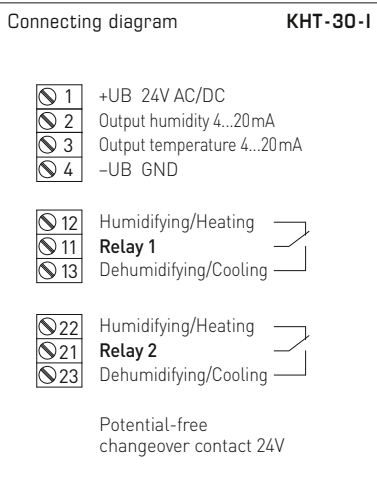 Connecting diagram KHT-30-I
1 +UB 24V AC/DC
2 Output humidity 4...20mA
3 Output temperature 4...20mA
4 –UB GND
12 Humidifying/Heating
11 Relay 1
13 Dehumidifying/Cooling
22 Humidifying/Heating
21 Relay 2
23 Dehumidifying/Cooling
Potential-free
changeover contact 24V